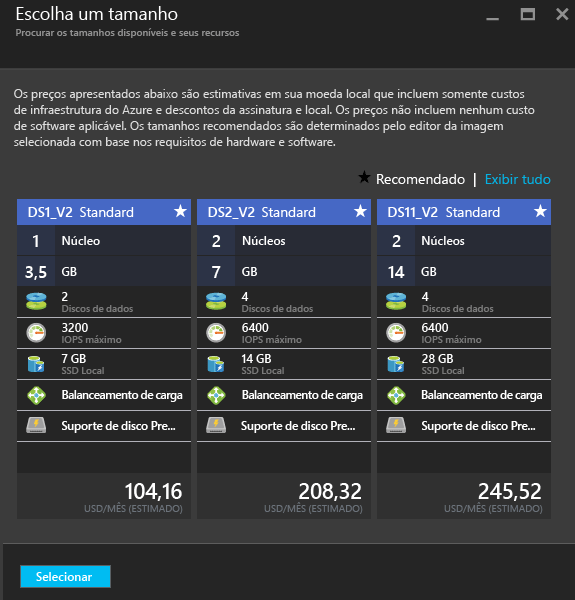 Escolha um tamanho
Procurar os tamanhos disponíveis e seus recursos
Os preços apresentados abaixo são estimativas em sua moeda local que incluem somente custos
de infraestrutura do Azure e descontos da assinatura e local. Os preços não incluem nenhum custo
de software aplicável. Os tamanhos recomendados são determinados pelo editor da imagem
selecionada com base nos requisitos de hardware e software.
Recomendado | Exibir tudo
DS1_V2 Standard
1 Núcleo
3,5 GB
2
Discos de dados
3200
IOPS máximo
7 GB
SSD Local
Balanceamento de carga
Suporte de disco Pre...
104,16
USD/MÊS (ESTIMADO)
DS2_V2 Standard
2 Núcleos
7 GB
4
Discos de dados
6400
IOPS máximo
14 GB
SSD Local
Balanceamento de carga
Suporte de disco Pre...
208,32
USD/MÊS (ESTIMADO)
DS11_V2 Standard
2 Núcleos
14 GB
4
Discos de dados
6400
IOPS máximo
28 GB
SSD Local
Balanceamento de carga
Suporte de disco Pre...
245,52
USD/MÊS (ESTIMADO)
Selecionar